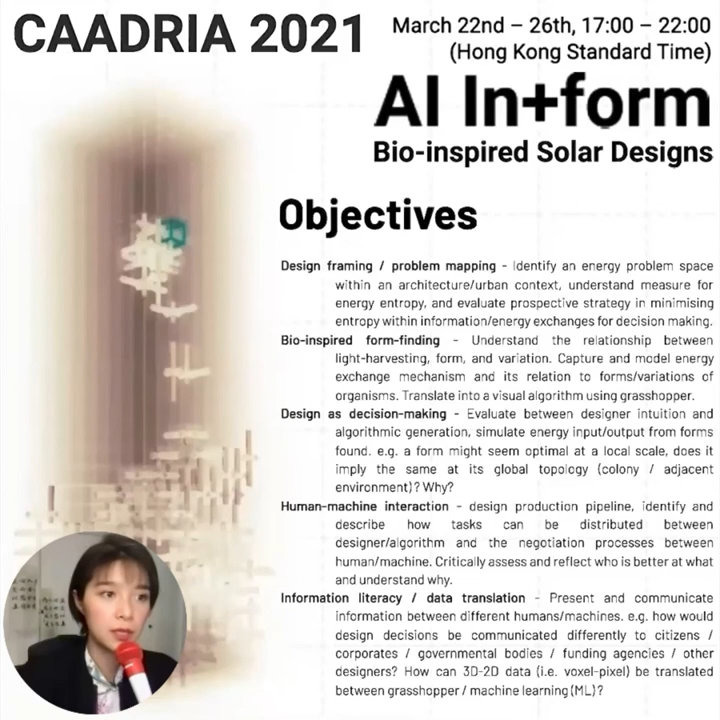 CAADRIA 2021
March 22nd – 26th, 17:00 – 22:00
(Hong Kong Standard Time)
AI In+form
Bio-inspired Solar Designs
Objectives
Design framing / problem mapping - Identify an energy problem space
within an architecture/urban context, understand measure for
energy entropy, and evaluate prospective strategy in minimising
entropy within information/energy exchanges for decision making.
Bio-inspired form-finding - Understand the relationship between
light-harvesting, form, and variation. Capture and model energy
exchange mechanism and its relation to forms/variations of
organisms. Translate into a visual algorithm using grasshopper.
Design as decision-making - Evaluate between designer intuition and
algorithmic generation, simulate energy input/output from forms
found. e.g. a form might seem optimal at a local scale, does it
imply the same at its global topology (colony / adjacent
environment)? Why?
Human-machine interaction - design production pipeline, identify and
describe how tasks can be distributed between
designer/algorithm and the negotiation processes between
human/machine. Critically assess and reflect who is better at what
and understand why.
Information literacy / data translation - Present and communicate
information between different humans/machines. e.g. how would
design decisions be communicated differently to citizens /
corporates / governmental bodies / funding agencies / other
designers? How can 3D-2D data (i.e. voxel-pixel) be translated
between grasshopper / machine learning (ML)?